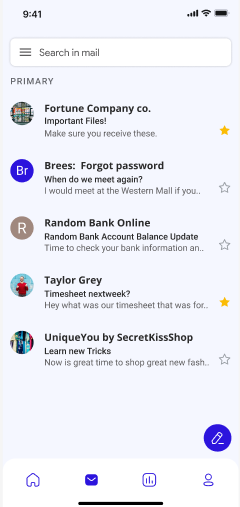 9:41
Search in mail
PRIMARY
Fortune Company co.
Important Files!
Make sure you receive these.
Br
Brees:  Forgot password
When do we meet again?
I would meet at the Western Mall if you..
R
Random Bank Online
Random Bank Account Balance Update
Time to check your bank information an..
Taylor Grey
Timesheet nextweek?
Hey what was our timesheet that was for..
UniqueYou by SecretKissShop
Learn new Tricks
Now is great time to shop great new fash..